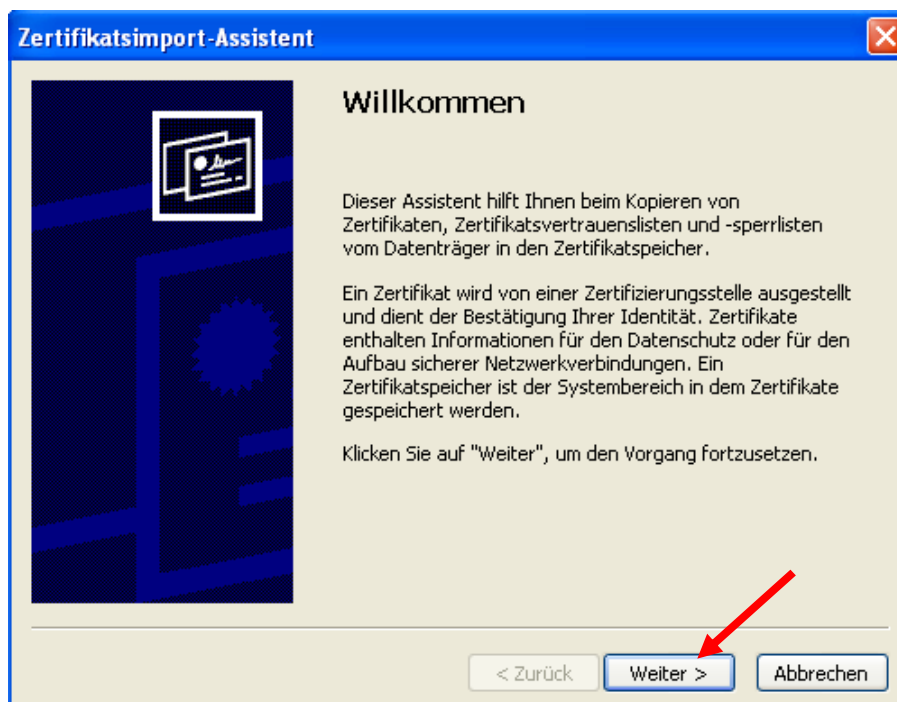 Zertifikatsimport-Assistent
Willkommen
Dieser Assistent hilft Ihnen beim Kopieren von
Zertifikaten, Zertifikatsvertrauenslisten und -sperrlisten
vom Datenträger in den Zertifikatspeicher.
Ein Zertifikat wird von einer Zertifizierungsstelle ausgestellt
und dient der Bestätigung Ihrer Identität. Zertifikate
enthalten Informationen für den Datenschutz oder für den
Aufbau sicherer Netzwerkverbindungen. Ein
Zertifikatspeicher ist der Systembereich in dem Zertifikate
gespeichert werden.
Klicken Sie auf "Weiter", um den Vorgang fortzusetzen.
< Zurück Weiter > Abbrechen